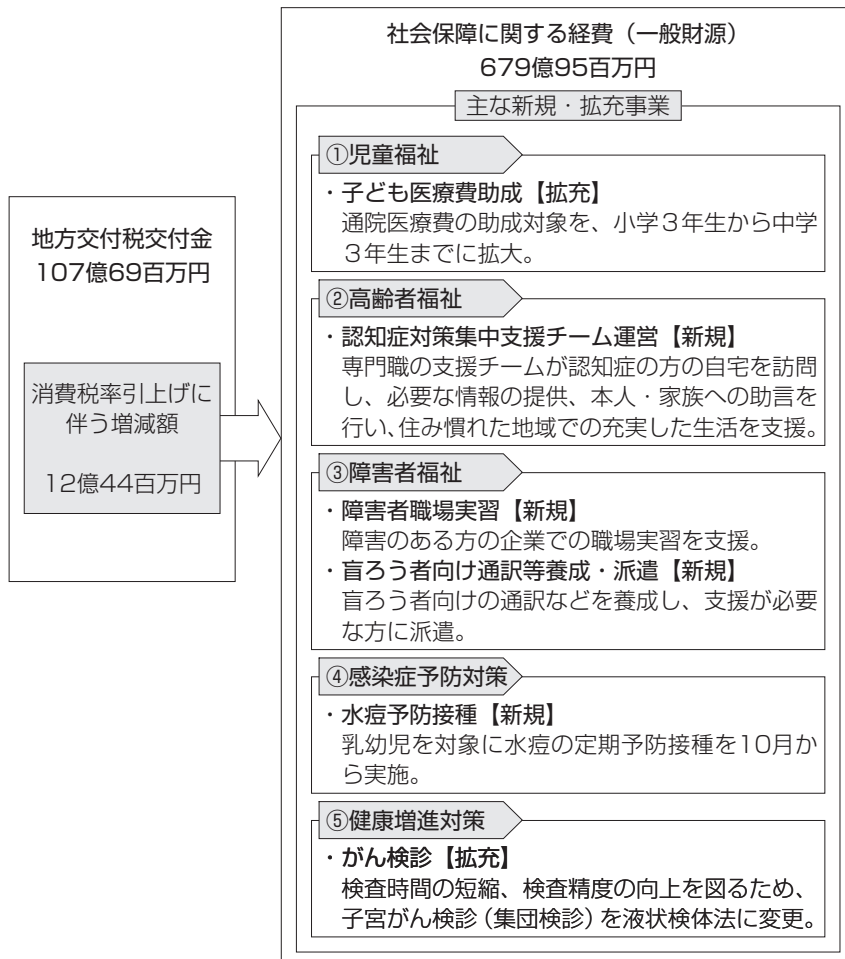 地方交付税交付金
107億69百万円
消費税率引上げに
伴う増減額
12億44百万円
社会保障に関する経費（一般財源）
679億95百万円
主な新規・拡充事業
①児童福祉
・子ども医療費助成【拡充】
通院医療費の助成対象を、小学３年生から中学
３年生までに拡大。
②高齢者福祉
・認知症対策集中支援チーム運営【新規】
専門職の支援チームが認知症の方の自宅を訪問
し、必要な情報の提供、本人・家族への助言を
行い、住み慣れた地域での充実した生活を支援。
③障害者福祉
・障害者職場実習【新規】
障害のある方の企業での職場実習を支援。
・盲ろう者向け通訳等養成・派遣【新規】
盲ろう者向けの通訳などを養成し、支援が必要
な方に派遣。
④感染症予防対策
・水痘予防接種【新規】
乳幼児を対象に水痘の定期予防接種を10月か
ら実施。
⑤健康増進対策
・がん検診【拡充】
検査時間の短縮、検査精度の向上を図るため、
子宮がん検診（集団検診）を液状検体法に変更。